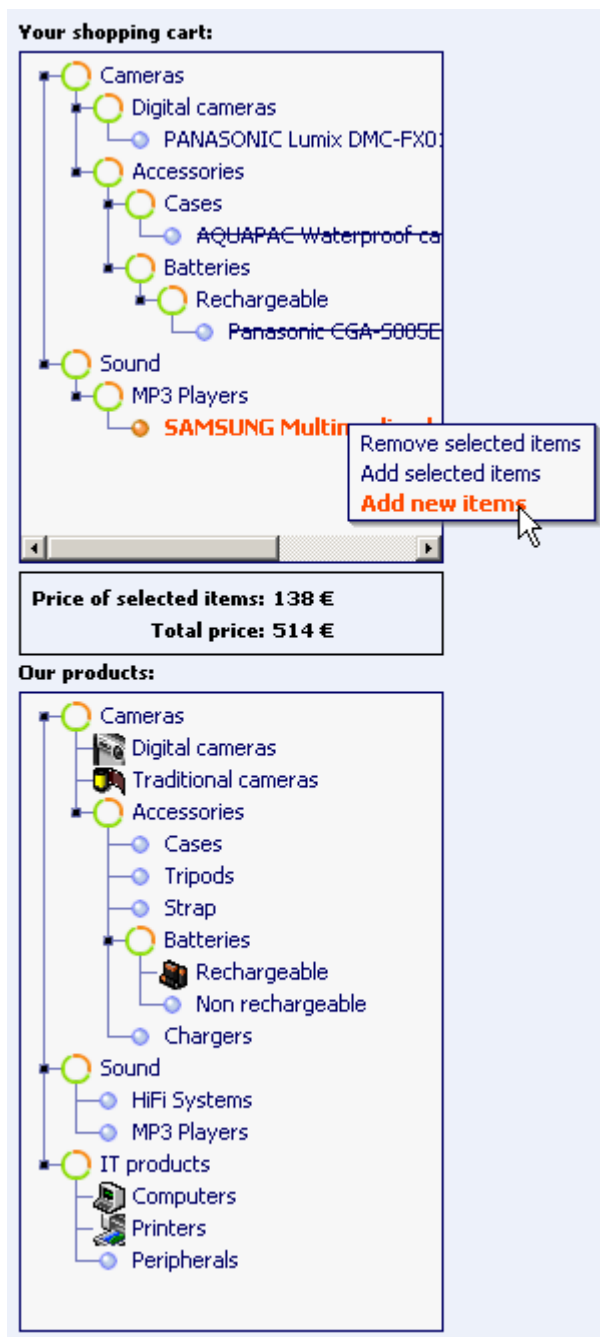 Your shopping cart:
Cameras
Digital cameras
PANASONIC Lumix DMC-FX01
Accessories
Cases
AQUAPAC Waterproof ca
Batteries
Rechargeable
Panasonic CGA-S005E
Sound
MP3 Players
SAMSUNG
Remove selected items
Add selected items
Add new items
Price of selected items: 138 €
Total price: 514 €
Our products:
Cameras
Digital cameras
Traditional cameras
Accessories
Cases
Tripods
Strap
Batteries
Rechargeable
Non rechargeable
Chargers
Sound
HiFi Systems
MP3 Players
IT products
Computers
Printers
Peripherals